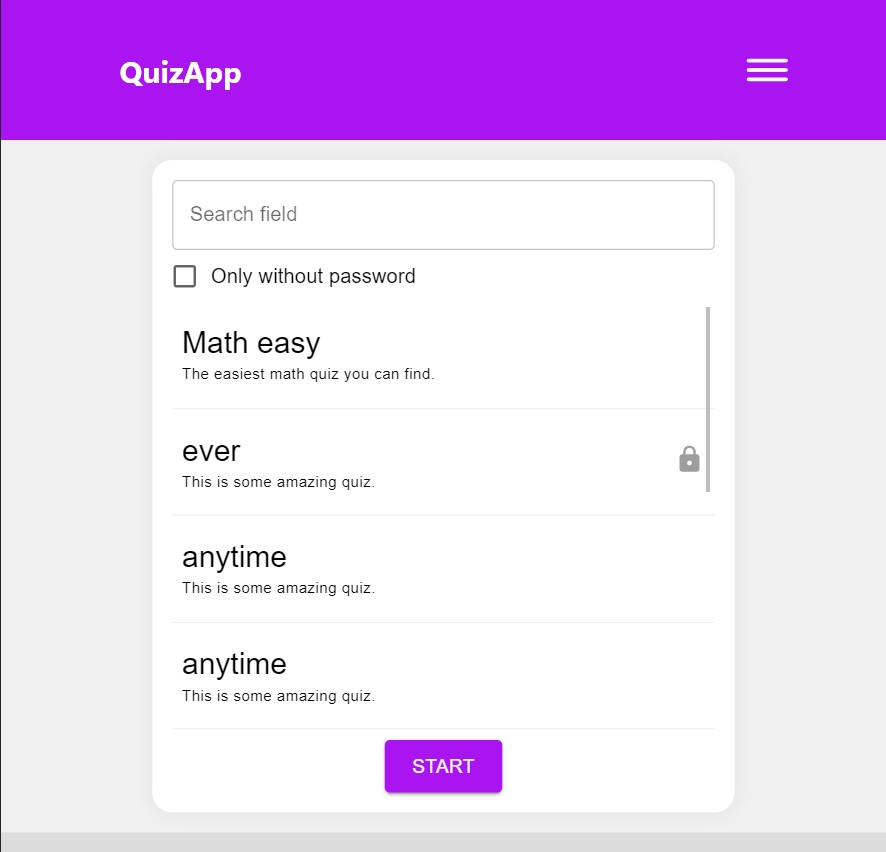 QuizApp
Search field
Only without password
Math easy
The easiest math quiz you can find.
ever
This is some amazing quiz.
anytime
This is some amazing quiz.
anytime
This is some amazing quiz.
START